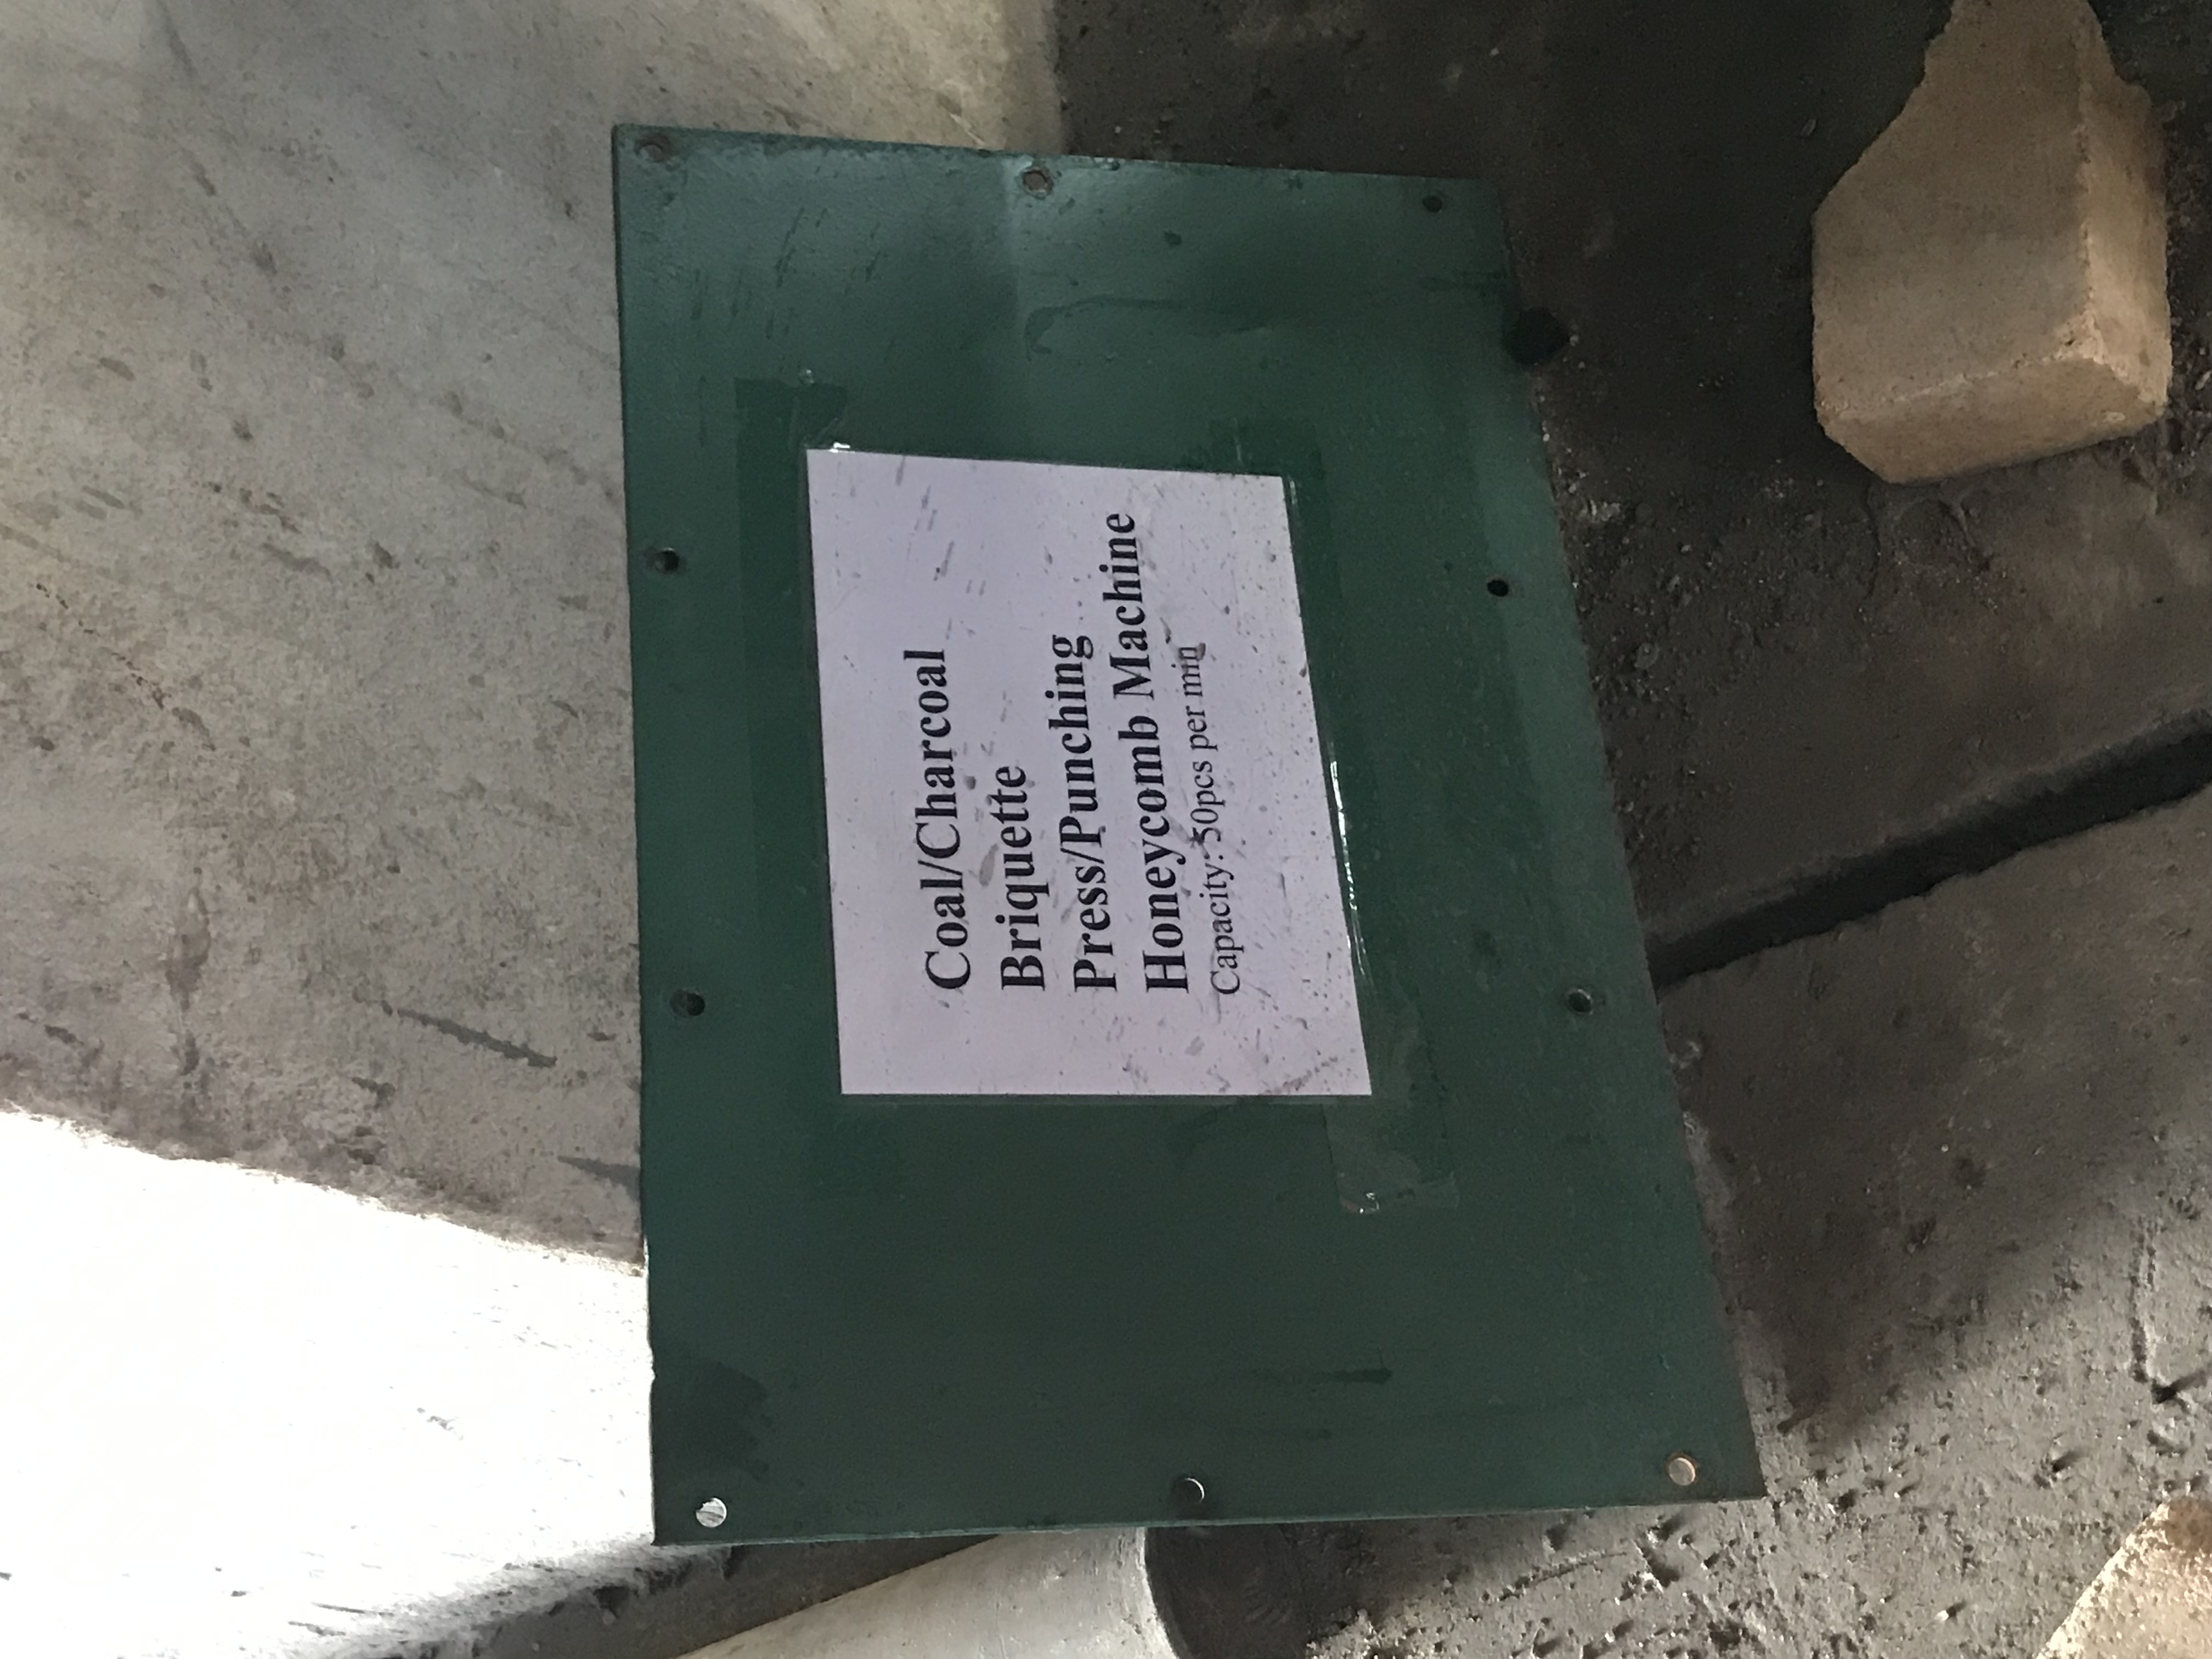 Coal/Charcoal
Briquette
Press/Punching
Honeycomb Machine
Capacity: 50pcs per min